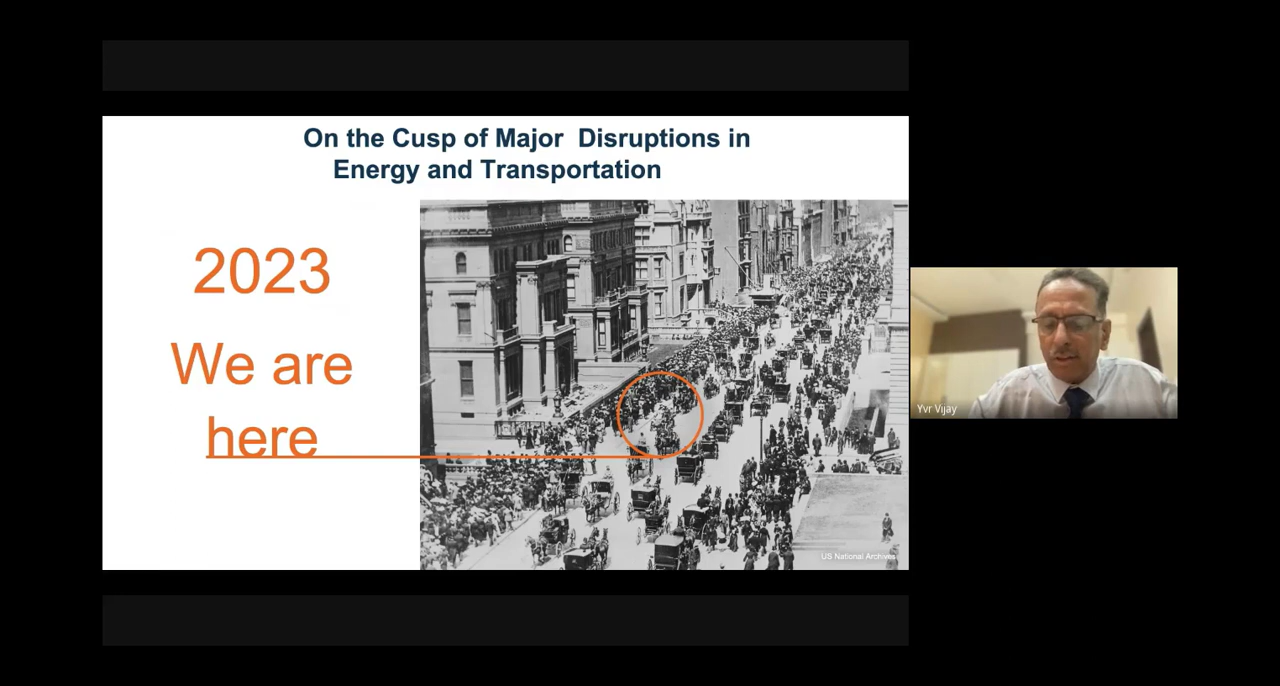 On the Cusp of Major  Disruptions in
Energy and Transportation
2023
We are
here
US National Archives
Yvr Vijay